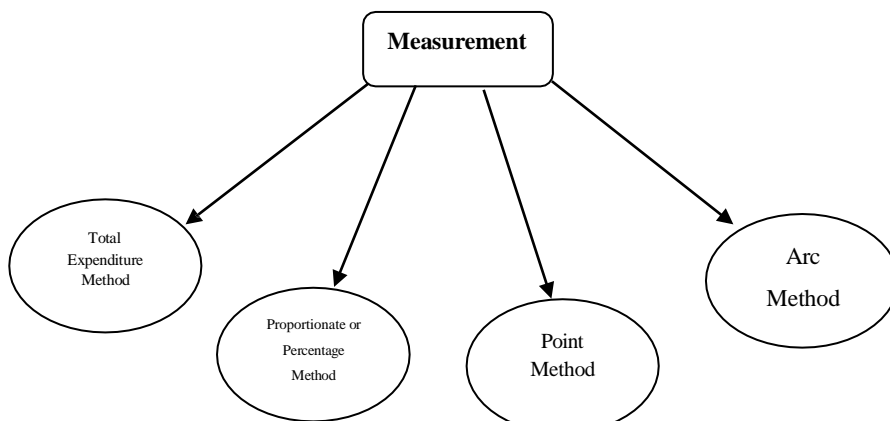 Measurement
Total
Expenditure
Method
Proportionate or
Percentage
Method
Point
Method
Arc
Method